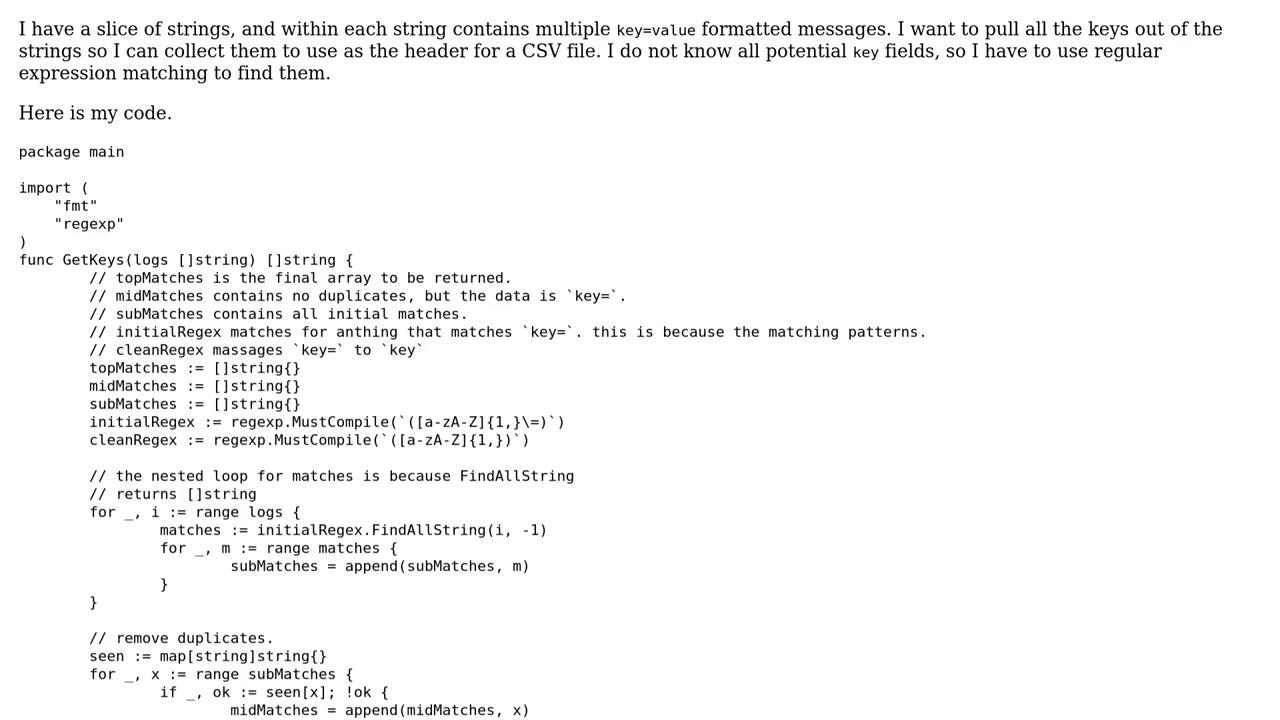 I have a slice of strings, and within each string contains multiple key=value formatted messages. I want to pull all the keys out of the
strings so I can collect them to use as the header for a CSV file. I do not know all potential key fields, so I have to use regular
expression matching to find them.
Here is my code.
package main
import (
    "fmt"
    "regexp"
)
func GetKeys(logs []string) []string {
        // topMatches is the final array to be returned.
        // midMatches contains no duplicates, but the data is `key=`.
        // subMatches contains all initial matches.
        // initialRegex matches for anthing that matches `key=`. this is because the matching patterns.
        // cleanRegex massages `key=` to `key`
        topMatches := []string{}
        midMatches := []string{}
        subMatches := []string{}
        initialRegex := regexp.MustCompile(`([a-zA-Z]{1,}\=)`)
        cleanRegex := regexp.MustCompile(`([a-zA-Z]{1,})`)
        // the nested loop for matches is because FindAllString
        // returns []string
        for _, i := range logs {
                matches := initialRegex.FindAllString(i, -1)
                for _, m := range matches {
                        subMatches = append(subMatches, m)
                }
        }
        // remove duplicates.
        seen := map[string]string{}
        for _, x := range subMatches {
                if _, ok := seen[x]; !ok {
                        midMatches = append(midMatches, x)